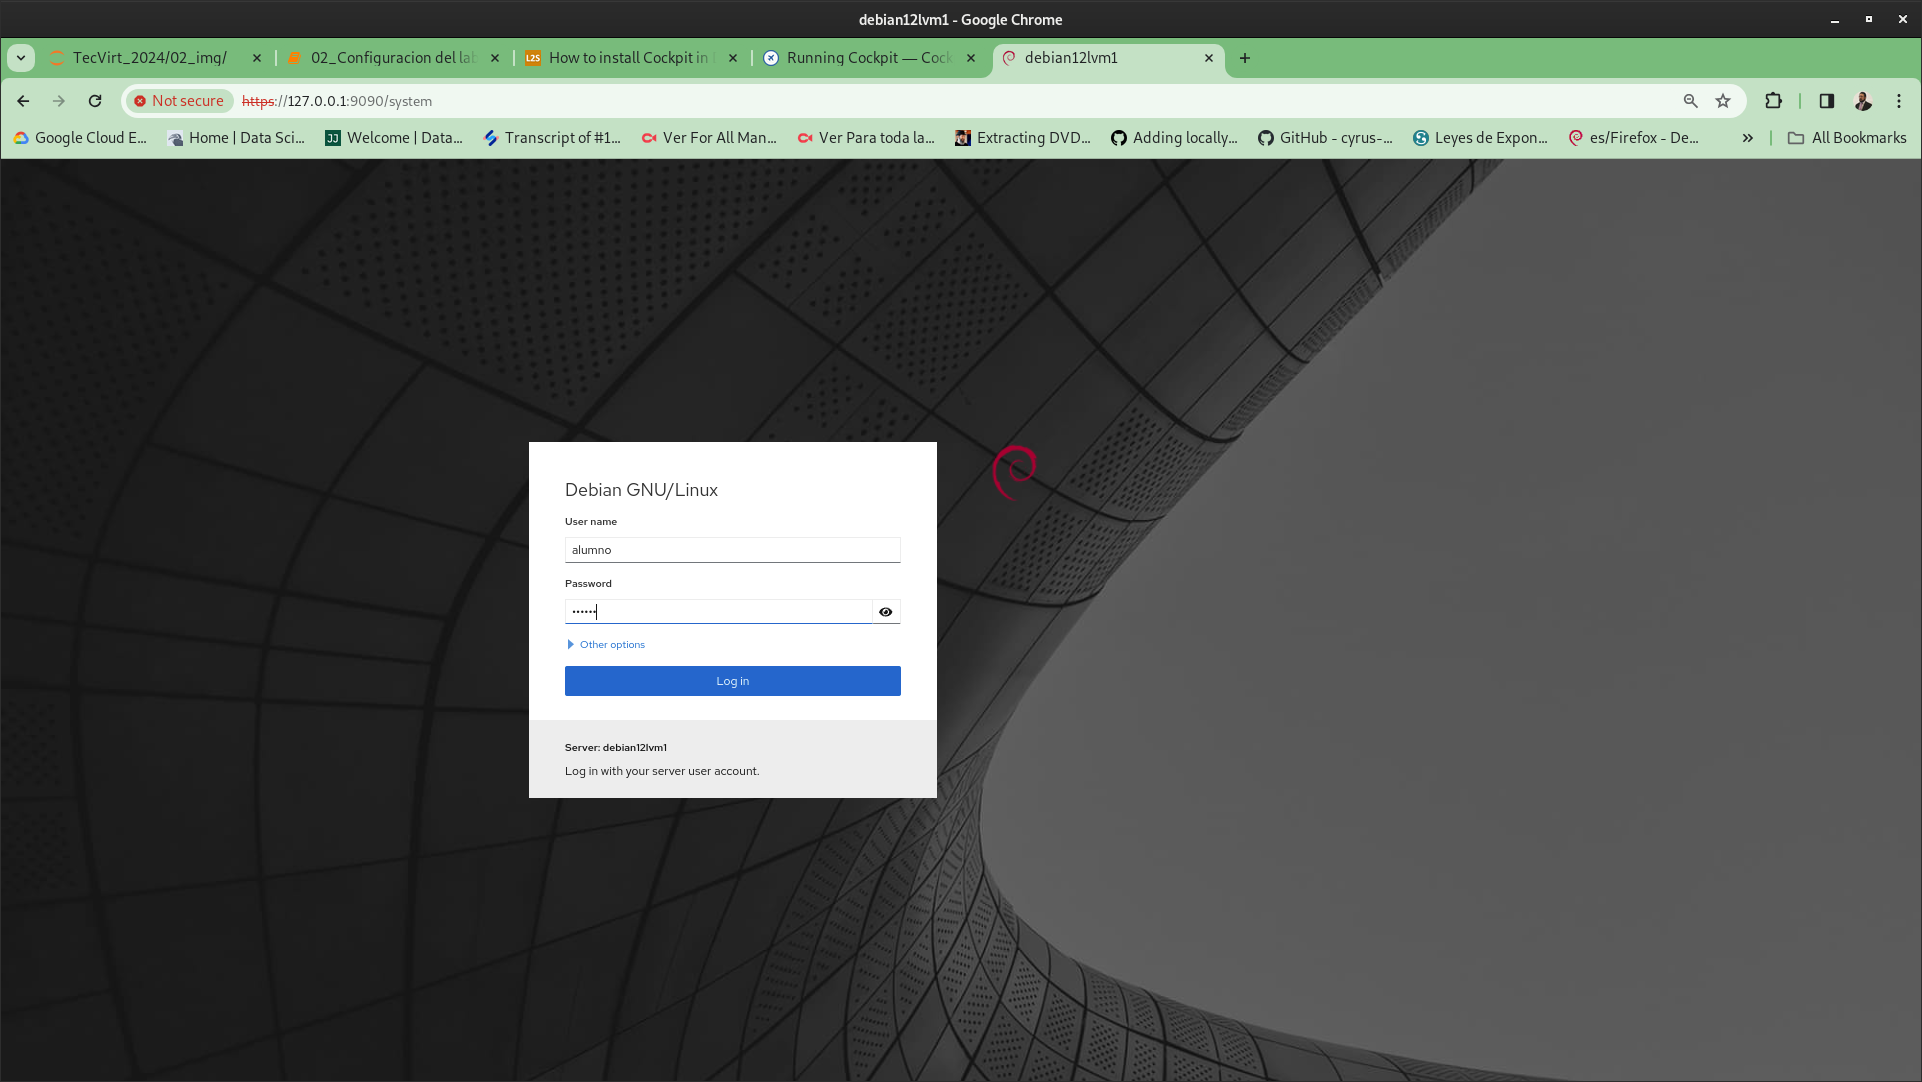 debian12lvm1 - Google Chrome
TecVirt_2024/02_img/
02_Configuracion del lab
How to install Cockpit in
Running Cockpit — Cock
debian12lvm1
Not secure https://127.0.0.1:9090/system
Google Cloud E...
Home | Data Sci...
JJ Welcome | Data...
Transcript of #1...
Ver For All Man...
Ver Para toda la...
Extracting DVD...
Adding locally...
GitHub - cyrus-...
Leyes de Expon...
es/Firefox - De...
All Bookmarks
Debian GNU/Linux
User name
alumno
Password
••••••
Other options
Log in
Server: debian12lvm1
Log in with your server user account.